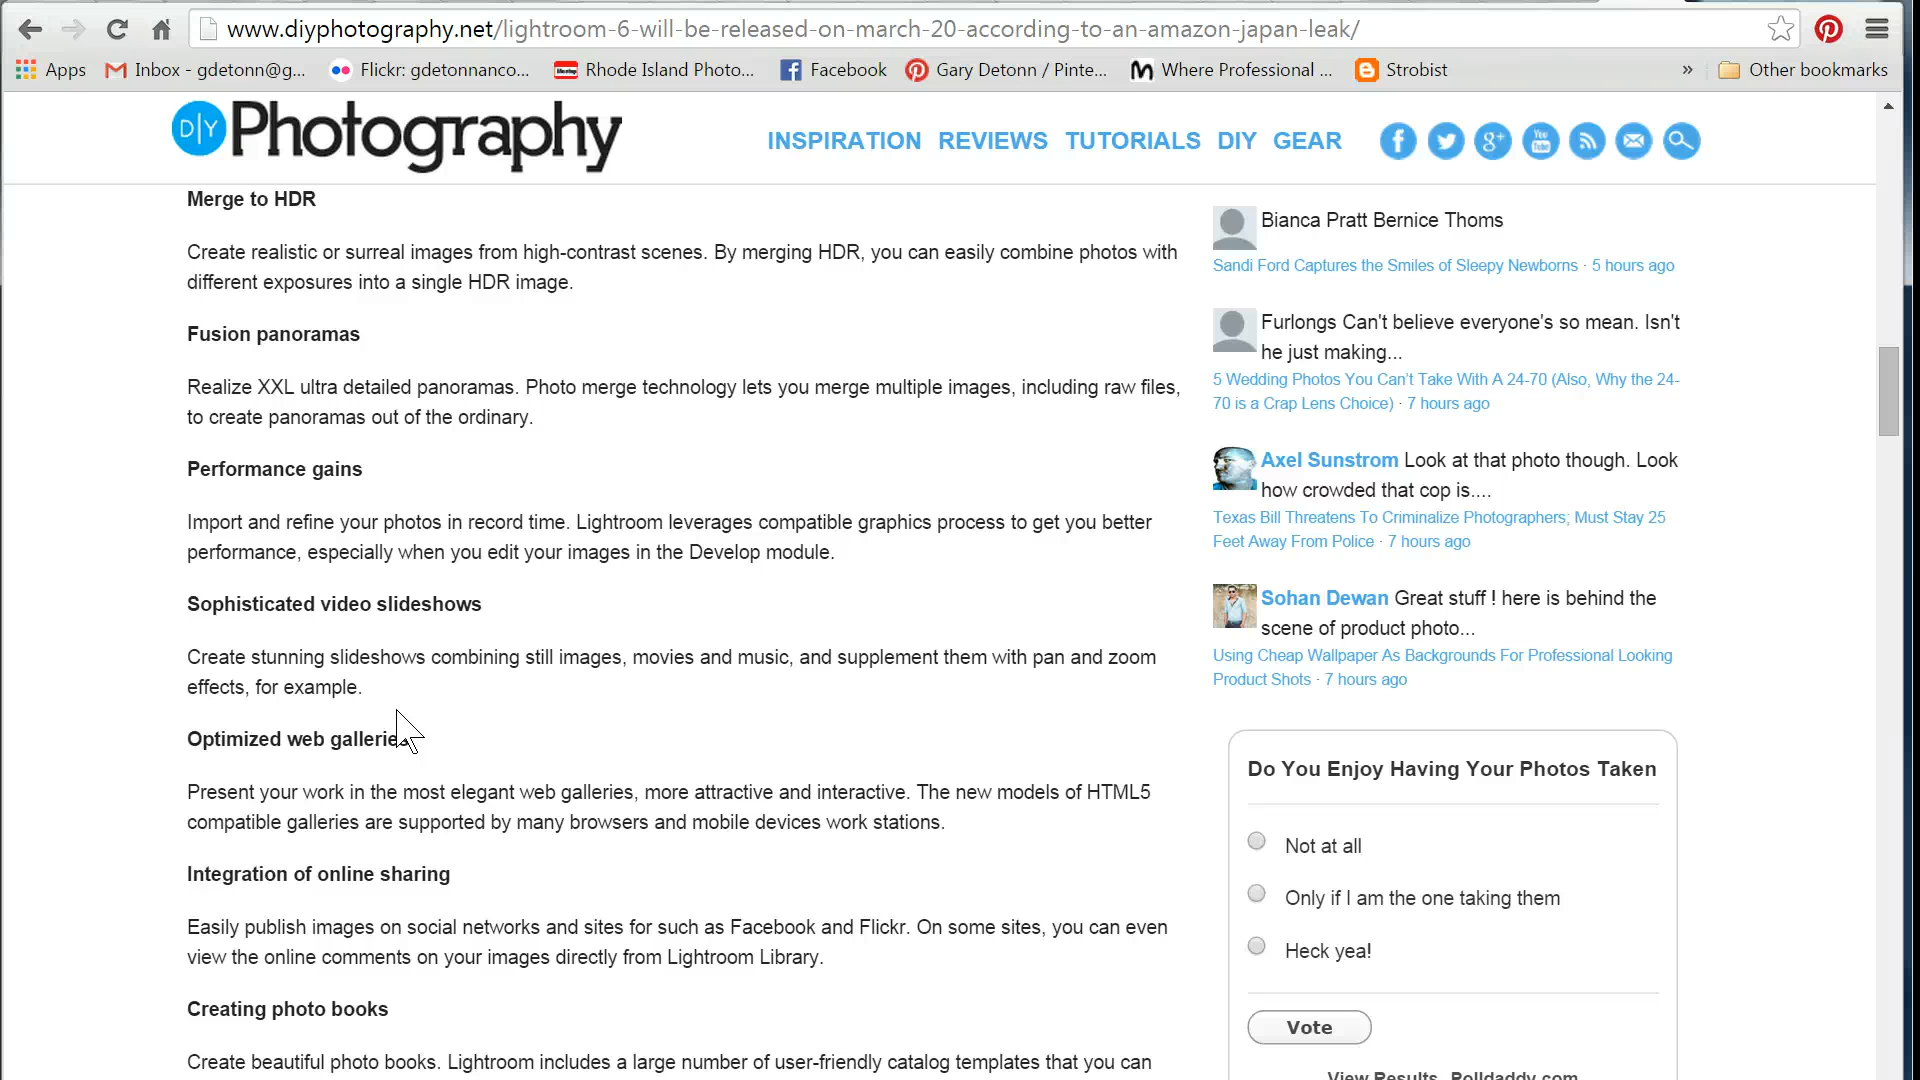 www.diyphotography.net/lightroom-6-will-be-released-on-march-20-according-to-an-amazon-japan-leak/
Apps Inbox - gdetonn@g... Flickr: gdetonnanco... Rhode Island Photo... Facebook Gary Detonn / Pinte... Where Professional ... Strobist » Other bookmarks
DIY Photography INSPIRATION REVIEWS TUTORIALS DIY GEAR
Merge to HDR
Create realistic or surreal images from high-contrast scenes. By merging HDR, you can easily combine photos with
different exposures into a single HDR image.
Fusion panoramas
Realize XXL ultra detailed panoramas. Photo merge technology lets you merge multiple images, including raw files,
to create panoramas out of the ordinary.
Performance gains
Import and refine your photos in record time. Lightroom leverages compatible graphics process to get you better
performance, especially when you edit your images in the Develop module.
Sophisticated video slideshows
Create stunning slideshows combining still images, movies and music, and supplement them with pan and zoom
effects, for example.
Optimized web galleries
Present your work in the most elegant web galleries, more attractive and interactive. The new models of HTML5
compatible galleries are supported by many browsers and mobile devices work stations.
Integration of online sharing
Easily publish images on social networks and sites for such as Facebook and Flickr. On some sites, you can even
view the online comments on your images directly from Lightroom Library.
Creating photo books
Create beautiful photo books. Lightroom includes a large number of user-friendly catalog templates that you can
Bianca Pratt Bernice Thoms
Sandi Ford Captures the Smiles of Sleepy Newborns · 5 hours ago
Furlongs Can't believe everyone's so mean. Isn't
he just making...
5 Wedding Photos You Can't Take With A 24-70 (Also, Why the 24-
70 is a Crap Lens Choice) · 7 hours ago
Axel Sunstrom Look at that photo though. Look
how crowded that cop is....
Texas Bill Threatens To Criminalize Photographers; Must Stay 25
Feet Away From Police · 7 hours ago
Sohan Dewan Great stuff ! here is behind the
scene of product photo...
Using Cheap Wallpaper As Backgrounds For Professional Looking
Product Shots · 7 hours ago
Do You Enjoy Having Your Photos Taken
Not at all
Only if I am the one taking them
Heck yea!
Vote
View Results Polldaddy.com